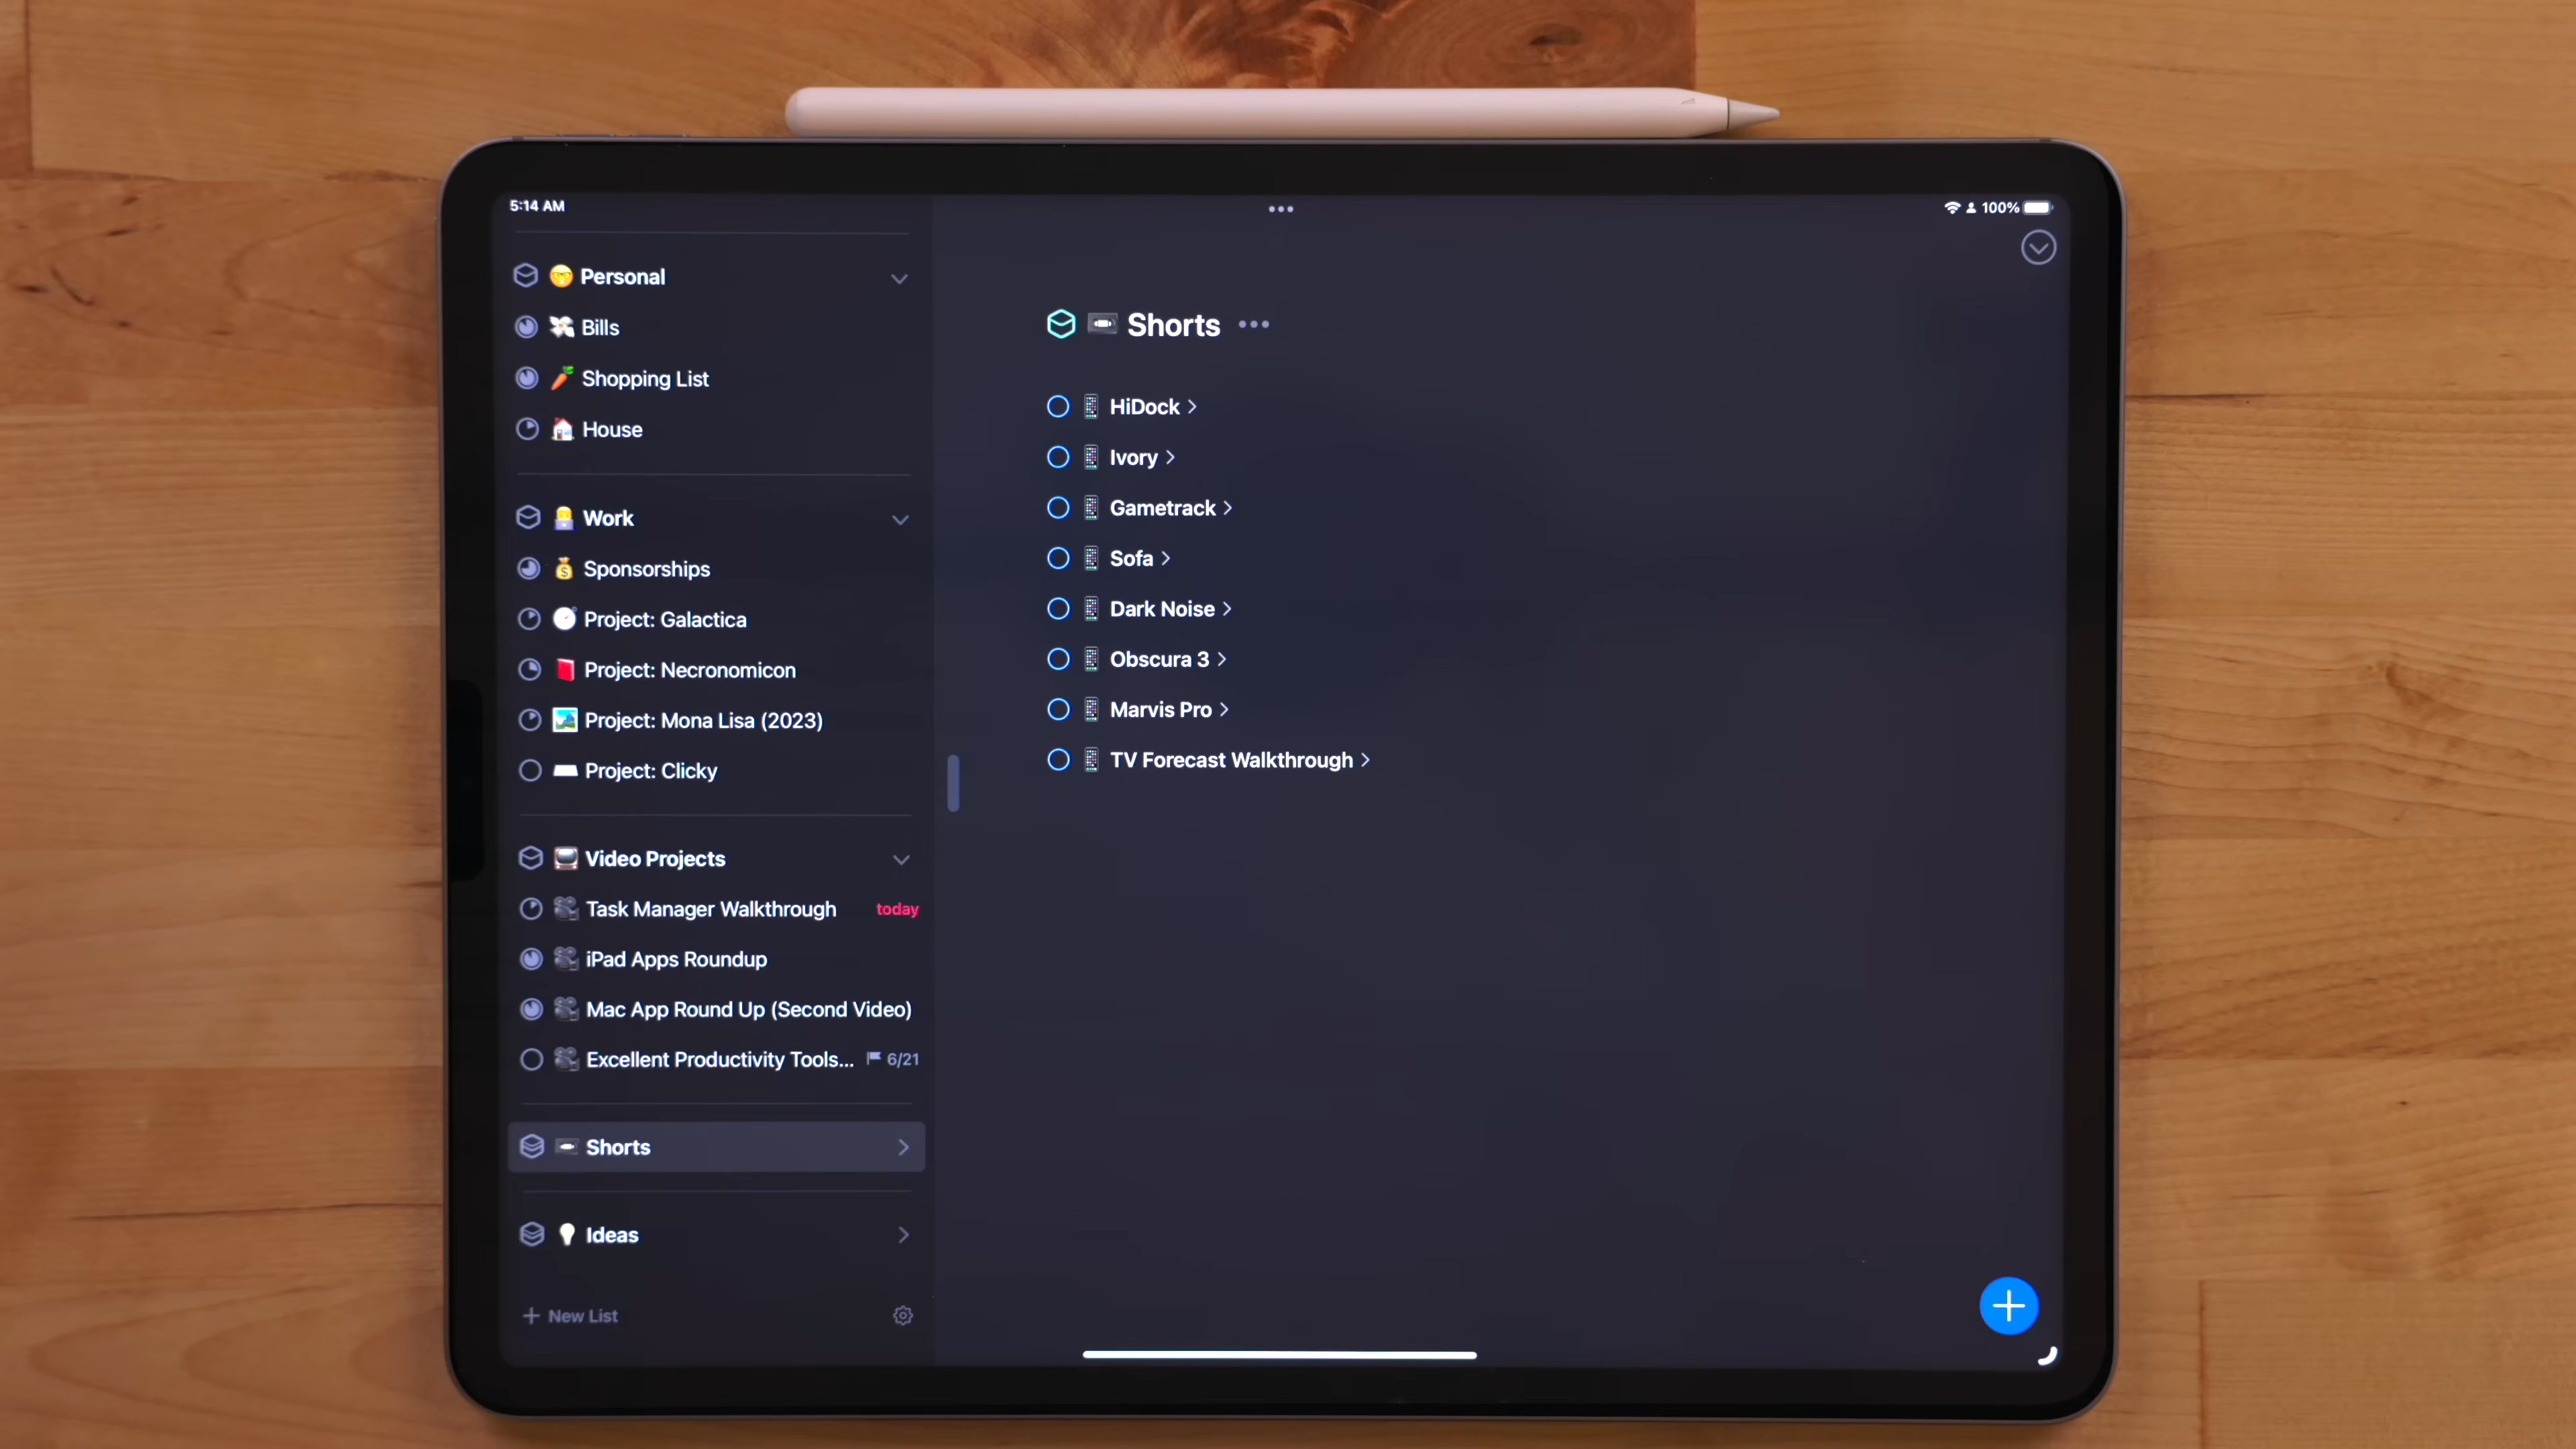 5:14 AM
100%
Personal
Bills
Shopping List
House
Work
Sponsorships
Project: Galactica
Project: Necronomicon
Project: Mona Lisa (2023)
Project: Clicky
Video Projects
Task Manager Walkthrough today
iPad Apps Roundup
Mac App Round Up (Second Video)
Excellent Productivity Tools... 6/21
Shorts
Ideas
New List
Shorts
HiDock
Ivory
Gametrack
Sofa
Dark Noise
Obscura 3
Marvis Pro
TV Forecast Walkthrough